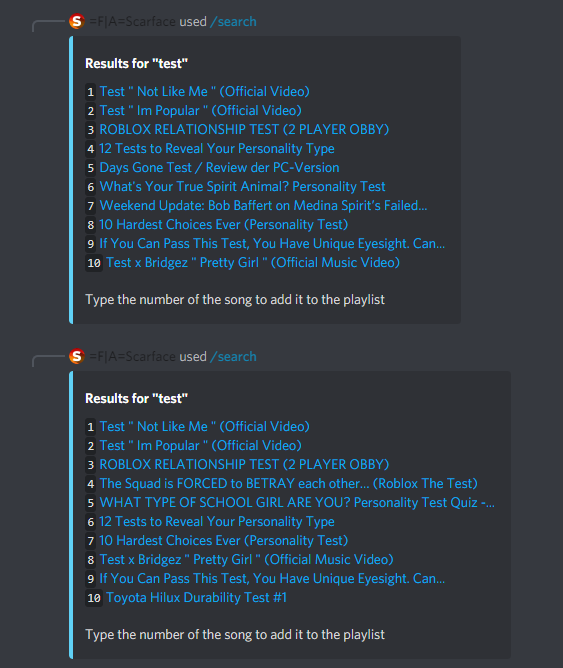 =F|A=Scarface used /search
Results for "test"
1 Test " Not Like Me " (Official Video)
2 Test " Im Popular " (Official Video)
3 ROBLOX RELATIONSHIP TEST (2 PLAYER OBBY)
4 12 Tests to Reveal Your Personality Type
5 Days Gone Test / Review der PC-Version
6 What's Your True Spirit Animal? Personality Test
7 Weekend Update: Bob Baffert on Medina Spirit's Failed...
8 10 Hardest Choices Ever (Personality Test)
9 If You Can Pass This Test, You Have Unique Eyesight. Can...
10 Test x Bridgez " Pretty Girl " (Official Music Video)
Type the number of the song to add it to the playlist
=F|A=Scarface used /search
Results for "test"
1 Test " Not Like Me " (Official Video)
2 Test " Im Popular " (Official Video)
3 ROBLOX RELATIONSHIP TEST (2 PLAYER OBBY)
4 The Squad is FORCED to BETRAY each other... (Roblox The Test)
5 WHAT TYPE OF SCHOOL GIRL ARE YOU? Personality Test Quiz -...
6 12 Tests to Reveal Your Personality Type
7 10 Hardest Choices Ever (Personality Test)
8 Test x Bridgez " Pretty Girl " (Official Music Video)
9 If You Can Pass This Test, You Have Unique Eyesight. Can...
10 Toyota Hilux Durability Test #1
Type the number of the song to add it to the playlist